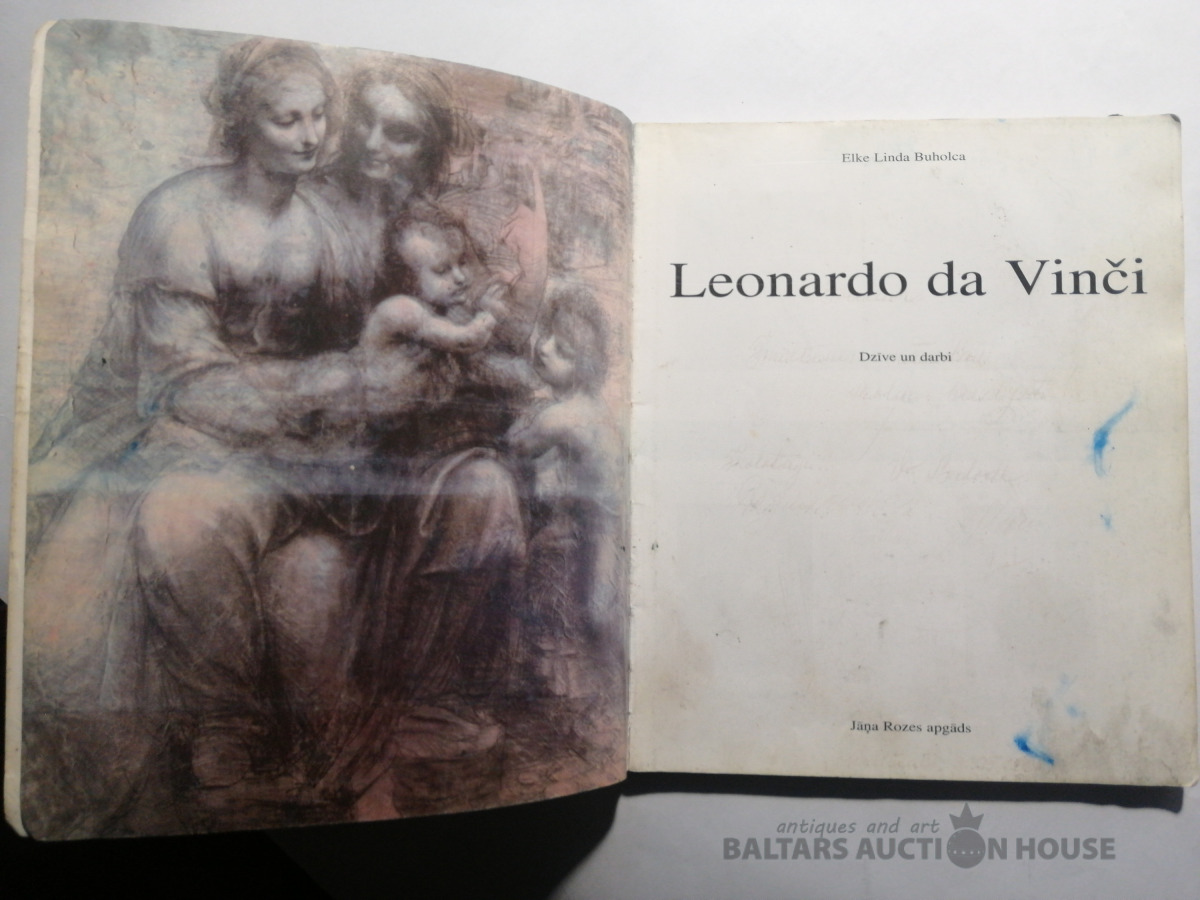 Elke Linda Buholca
Leonardo da Vinči
Dzīve un darbi
Jāņa Rozes apgāds
antiques and art
BALTARS AUCTION HOUSE